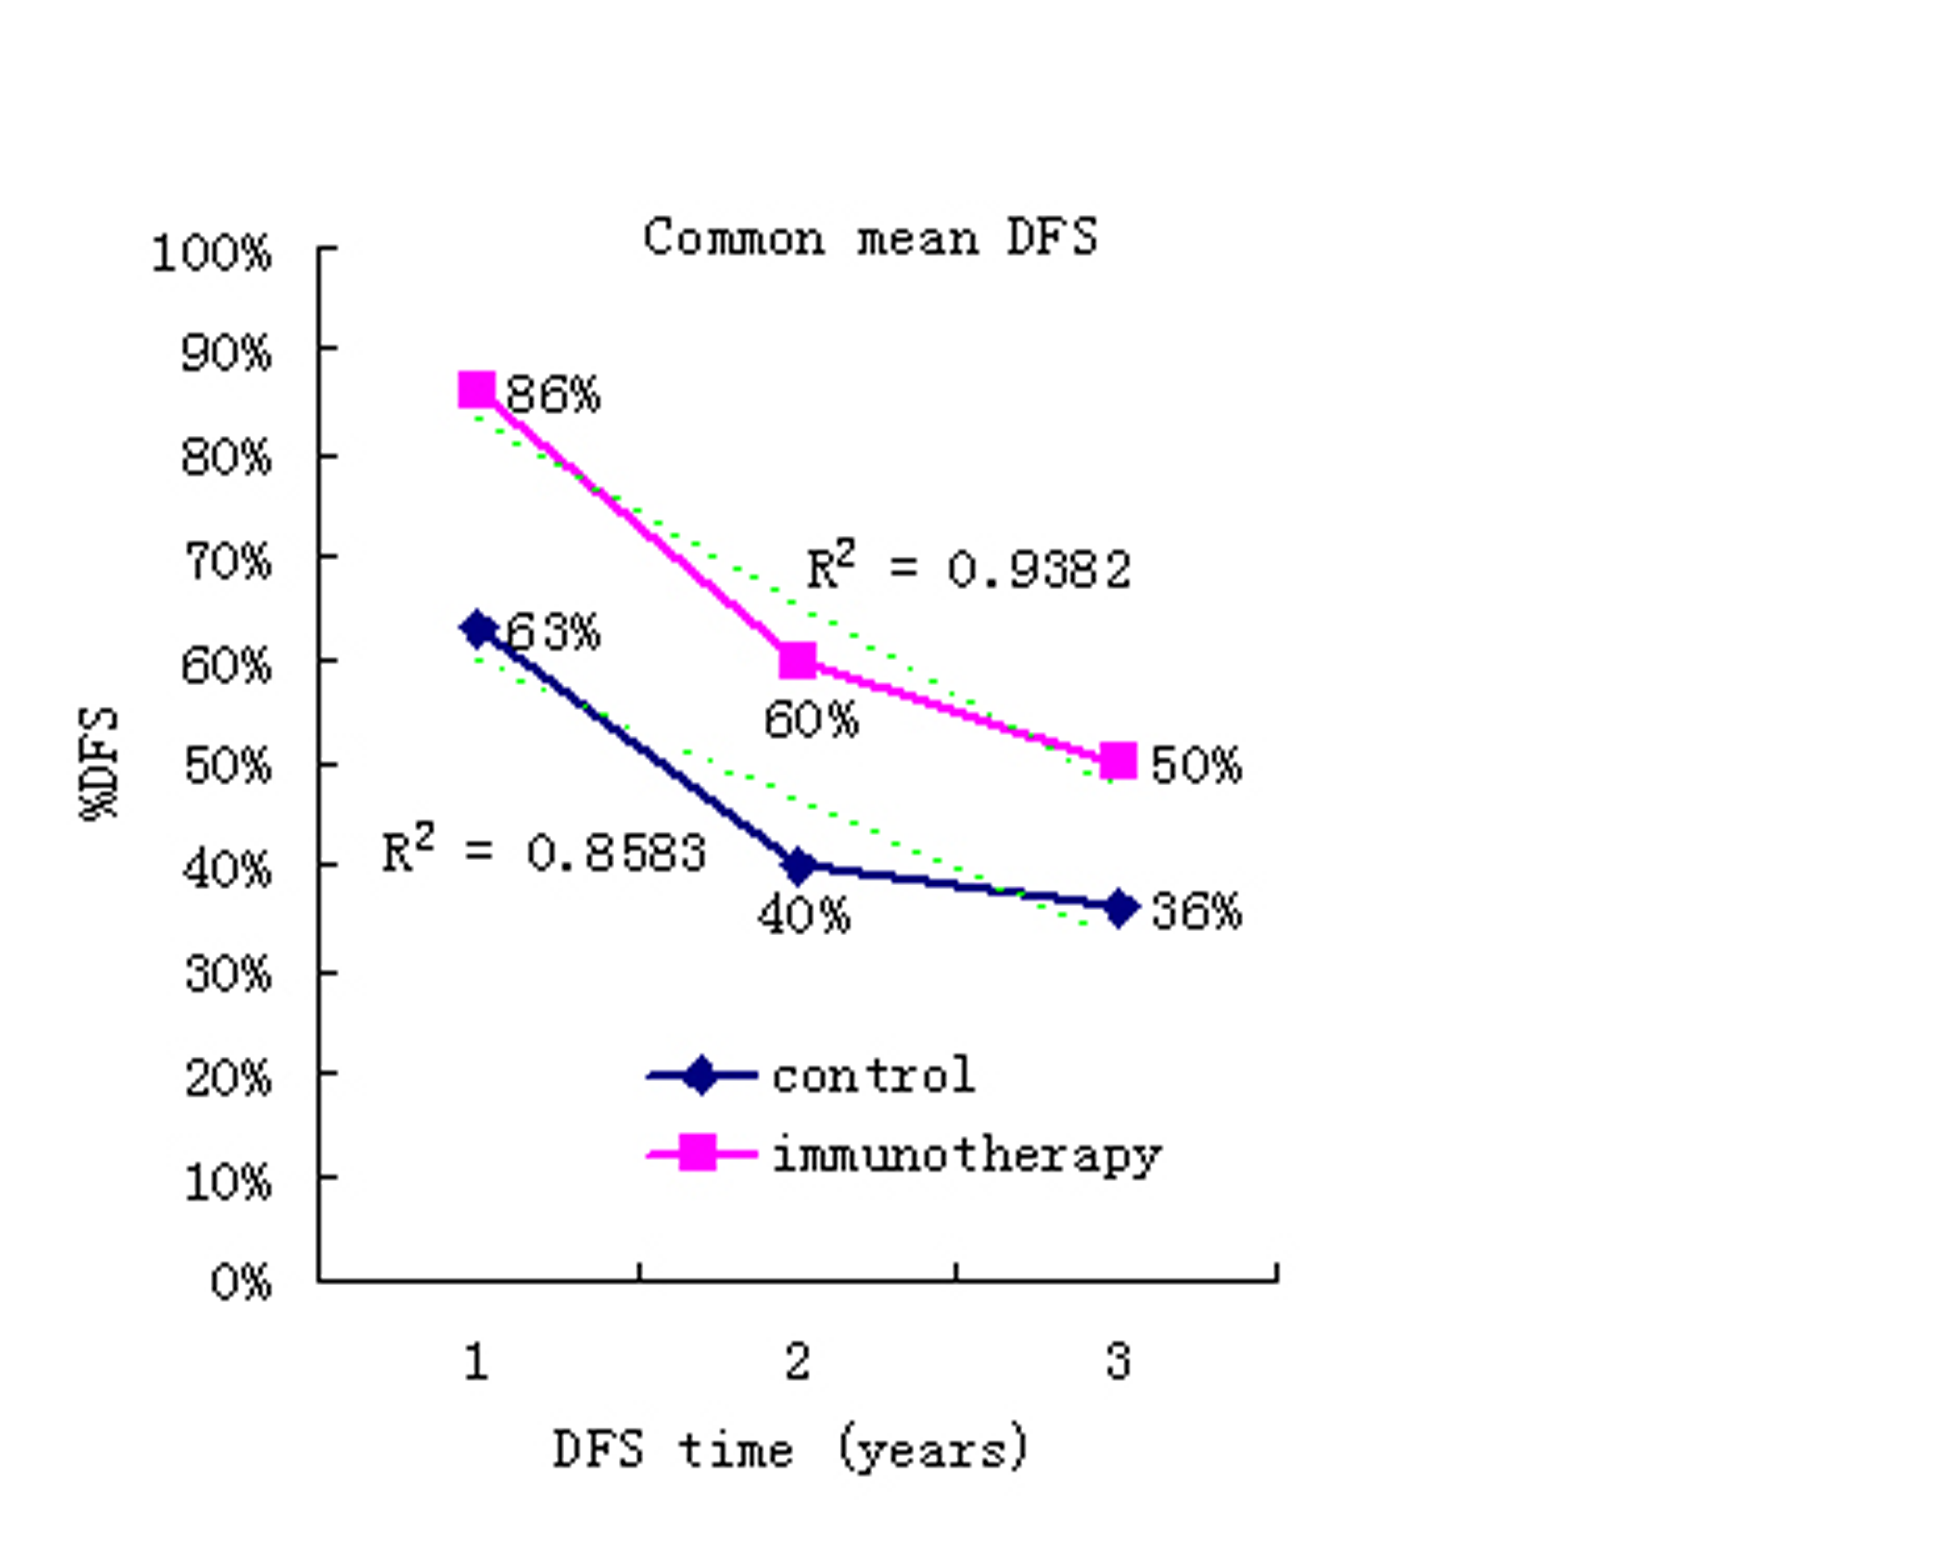 Common mean DFS
100%
90%
86%
80%
70%
R² = 0.9382
63%
60%
60%
50%
50%
%DFS
R² = 0.8583
40%
40%
36%
30%
20%
control
10%
immunotherapy
0%
1 2 3
DFS time (years)